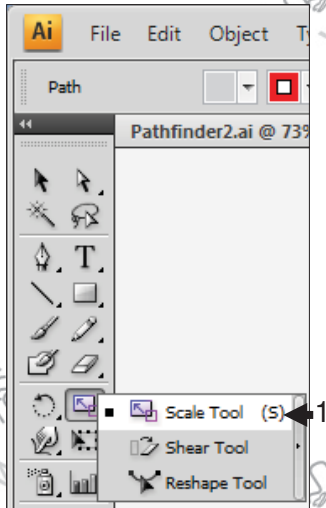 Ai File Edit Object
Path
Pathfinder2.ai @ 73%
T
Scale Tool (S) 1
Shear Tool
Reshape Tool